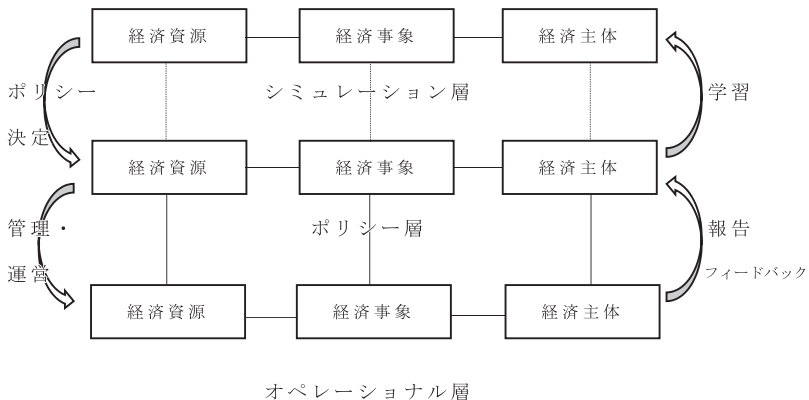 経済資源
経済事象
経済主体
ポリシー
シミュレーション層
学習
決定
経済資源
経済事象
経済主体
管理・
ポリシー層
報告
運営
フィードバック
経済資源
経済事象
経済主体
オペレーショナル層